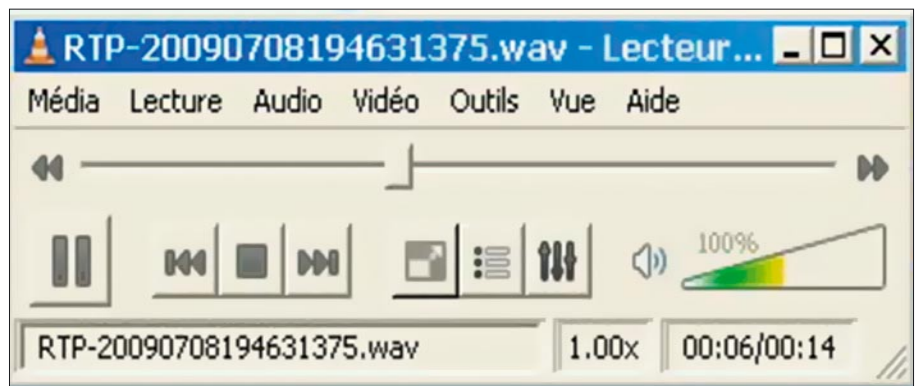 RTP-20090708194631375.wav - Lecteur...
Média Lecture Audio Vidéo Outils Vue Aide
100%
RTP-20090708194631375.wav 1.00x 00:06/00:14